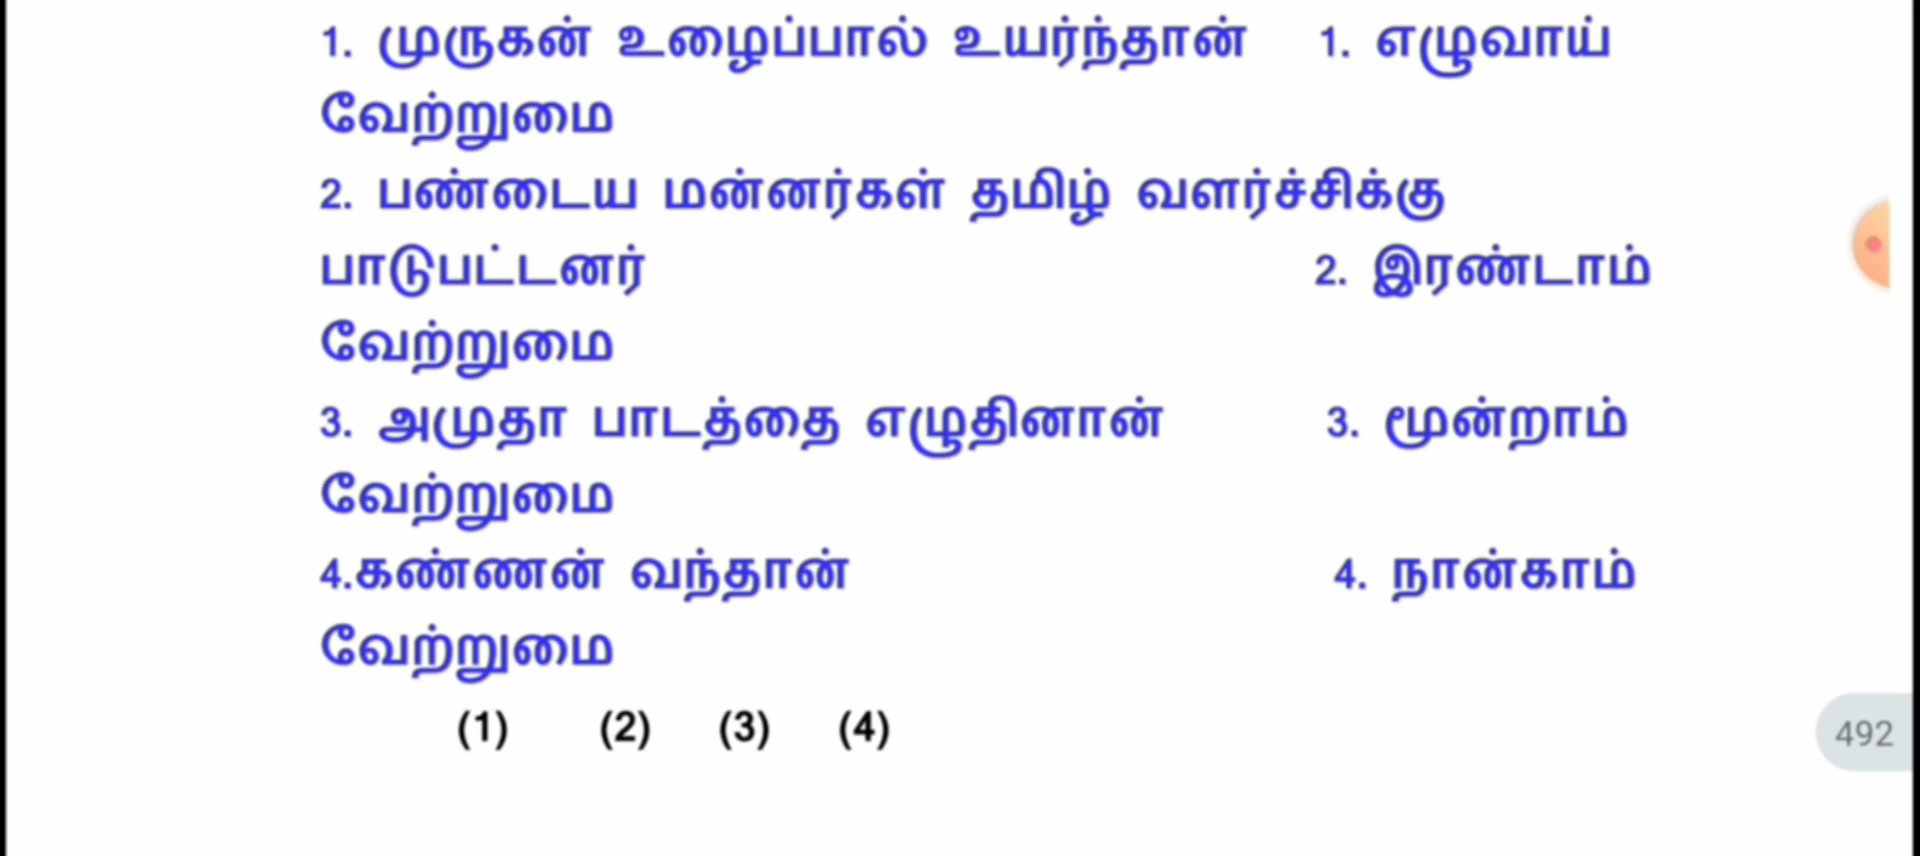 1. முருகன் உழைப்பால் உயர்ந்தான் 1. எழுவாய்
வேற்றுமை
2. பண்டைய மன்னர்கள் தமிழ் வளர்ச்சிக்கு
பாடுபட்டனர் 2. இரண்டாம்
வேற்றுமை
3. அமுதா பாடத்தை எழுதினான் 3. மூன்றாம்
வேற்றுமை
4.கண்ணன் வந்தான் 4. நான்காம்
வேற்றுமை
(1) (2) (3) (4)
492